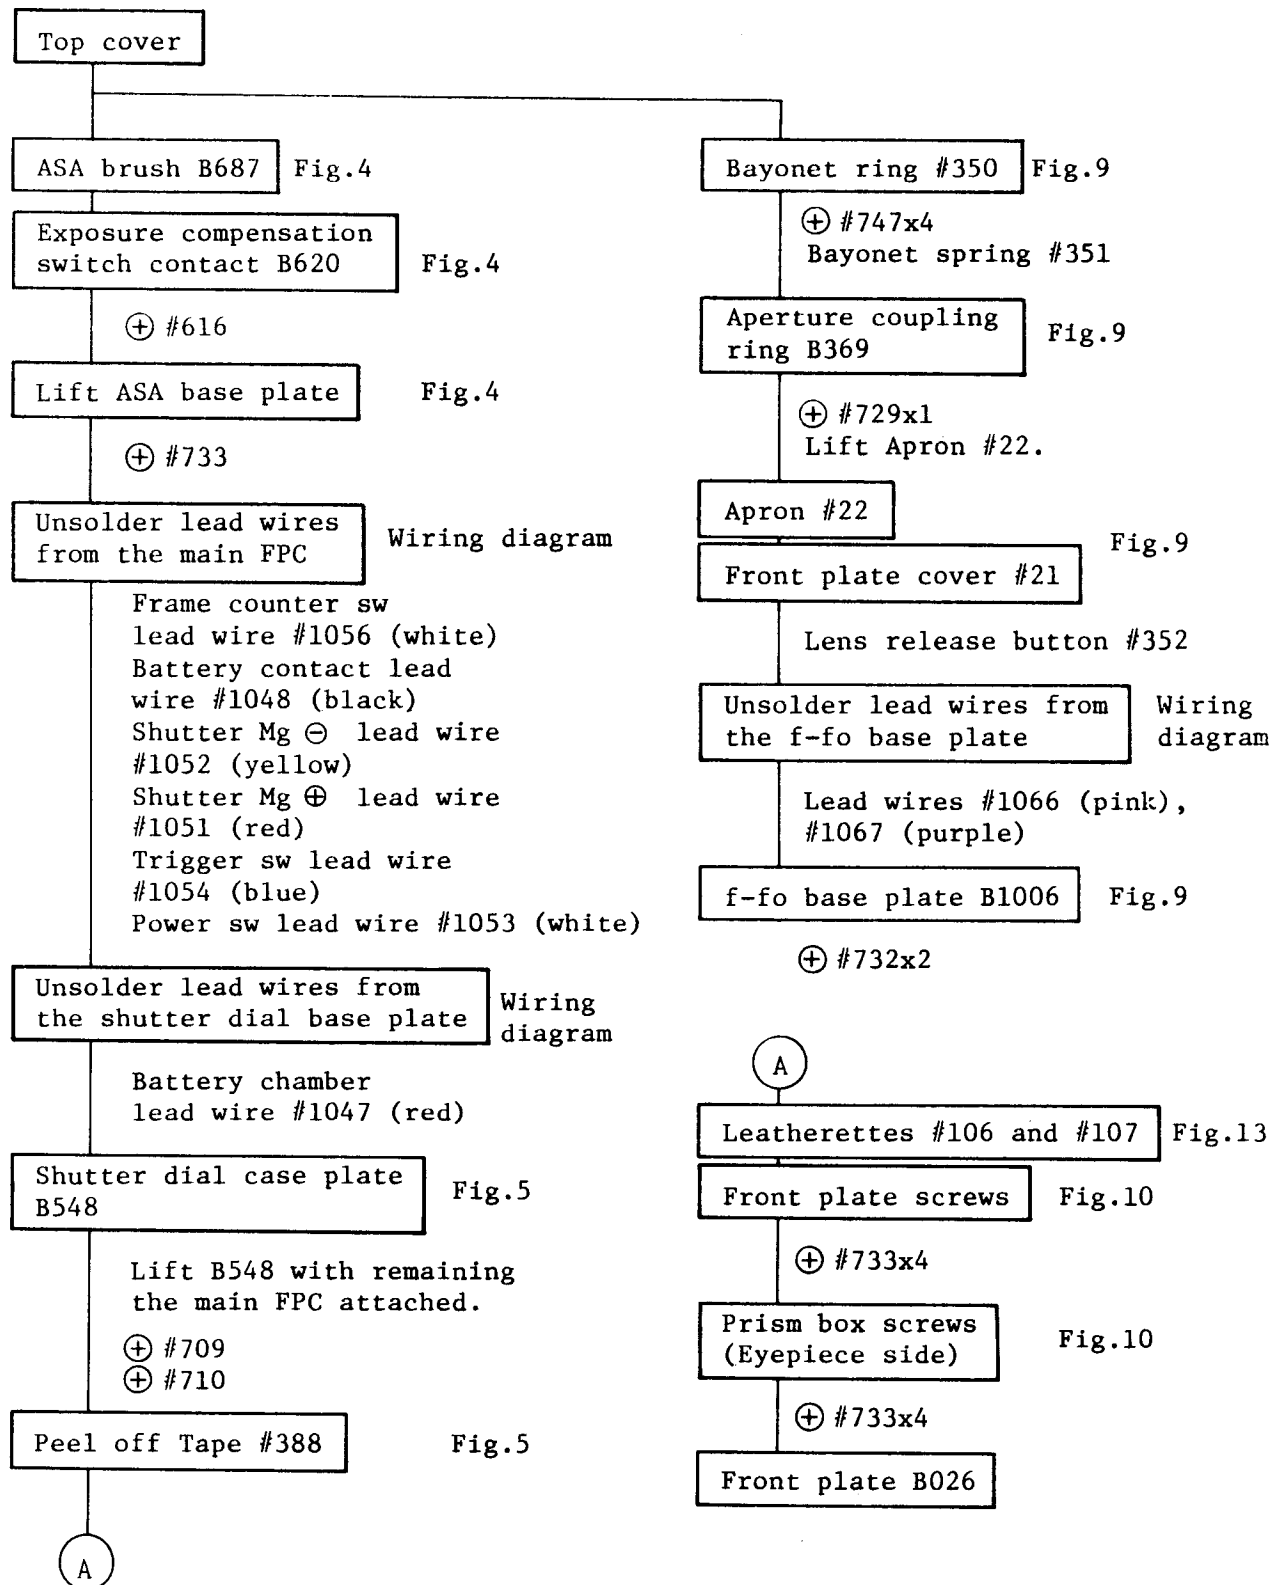 Top cover
ASA brush B687
Fig.4
Exposure compensation
switch contact B620
Fig.4
⊕ #616
Lift ASA base plate
Fig.4
⊕ #733
Unsolder lead wires
from the main FPC
Wiring diagram
Frame counter sw
lead wire #1056 (white)
Battery contact lead
wire #1048 (black)
Shutter Mg ⊖ lead wire
#1052 (yellow)
Shutter Mg ⊕ lead wire
#1051 (red)
Trigger sw lead wire
#1054 (blue)
Power sw lead wire #1053 (white)
Unsolder lead wires from
the shutter dial base plate
Wiring
diagram
Battery chamber
lead wire #1047 (red)
Shutter dial case plate
B548
Fig.5
Lift B548 with remaining
the main FPC attached.
⊕ #709
⊕ #710
Peel off Tape #388
Fig.5
A
Bayonet ring #350
Fig.9
⊕ #747x4
Bayonet spring #351
Aperture coupling
ring B369
Fig.9
⊕ #729x1
Lift Apron #22.
Apron #22
Fig.9
Front plate cover #21
Lens release button #352
Unsolder lead wires from
the f-fo base plate
Wiring
diagram
Lead wires #1066 (pink),
#1067 (purple)
f-fo base plate B1006
Fig.9
⊕ #732x2
A
Leatherettes #106 and #107
Fig.13
Front plate screws
Fig.10
⊕ #733x4
Prism box screws
(Eyepiece side)
Fig.10
⊕ #733x4
Front plate B026